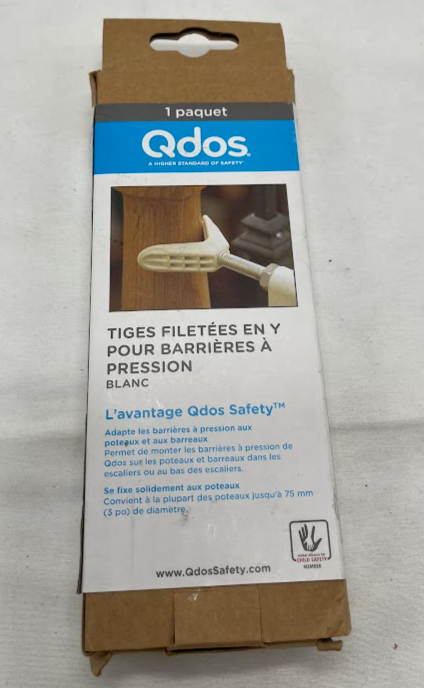 1 paquet
Qdos
A HIGHER STANDARD OF SAFETY™
TIGES FILETÉES EN Y
POUR BARRIÈRES À
PRESSION
BLANC
L'avantage Qdos Safety™
Adapte les barrières à pression aux
poteaux et aux barreaux
Permet de monter les barrières à pression de
Qdos sur les poteaux et barreaux dans les
escaliers ou au bas des escaliers.
Se fixe solidement aux poteaux
Convient à la plupart des poteaux jusqu'à 75 mm
(3 po) de diamètre.
CHILD SAFETY
MEMBER
www.QdosSafety.com